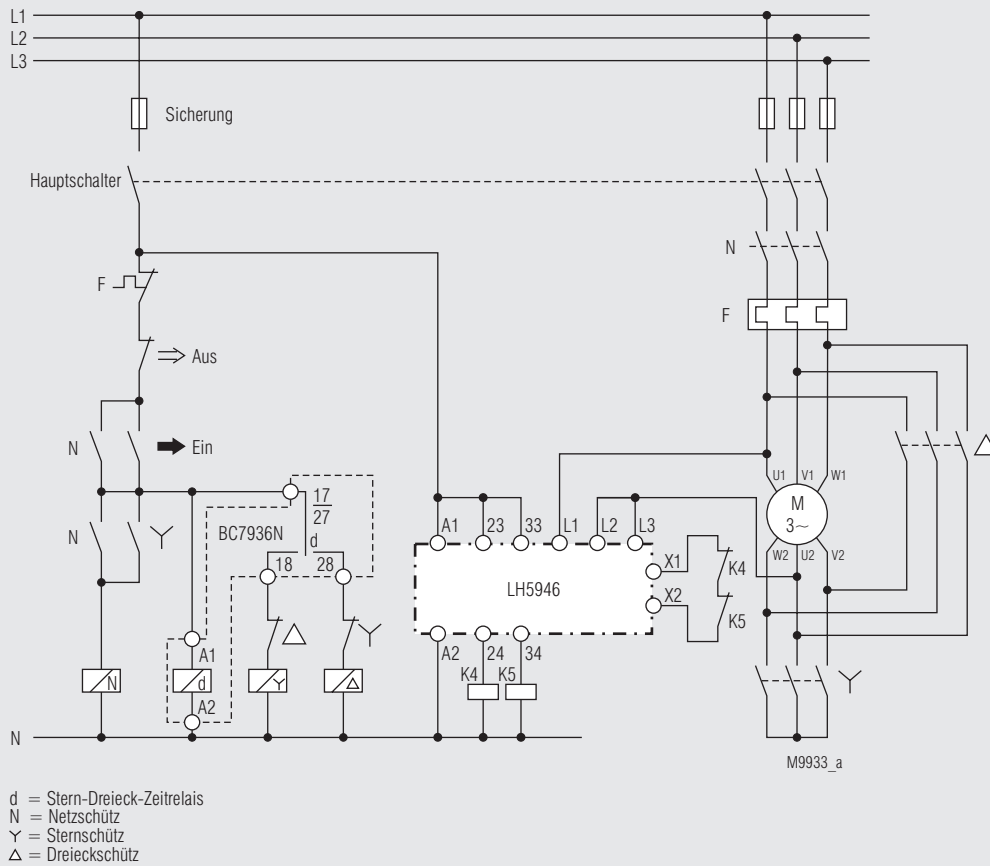 L1
L2
L3
Sicherung
Hauptschalter
N
F
F
Aus
N
Ein
U1 V1 W1
M
3~
17
27
A1 23 33 L1 L2 L3
BC7936N
d
N
W2 U2 V2
18 28
X1
K4
LH5946
X2
K5
A1
A2 24 34
K4 K5
N d Y Δ
A2
N
M9933_a
d = Stern-Dreieck-Zeitrelais
N = Netzschütz
Y = Sternschütz
Δ = Dreieckschütz